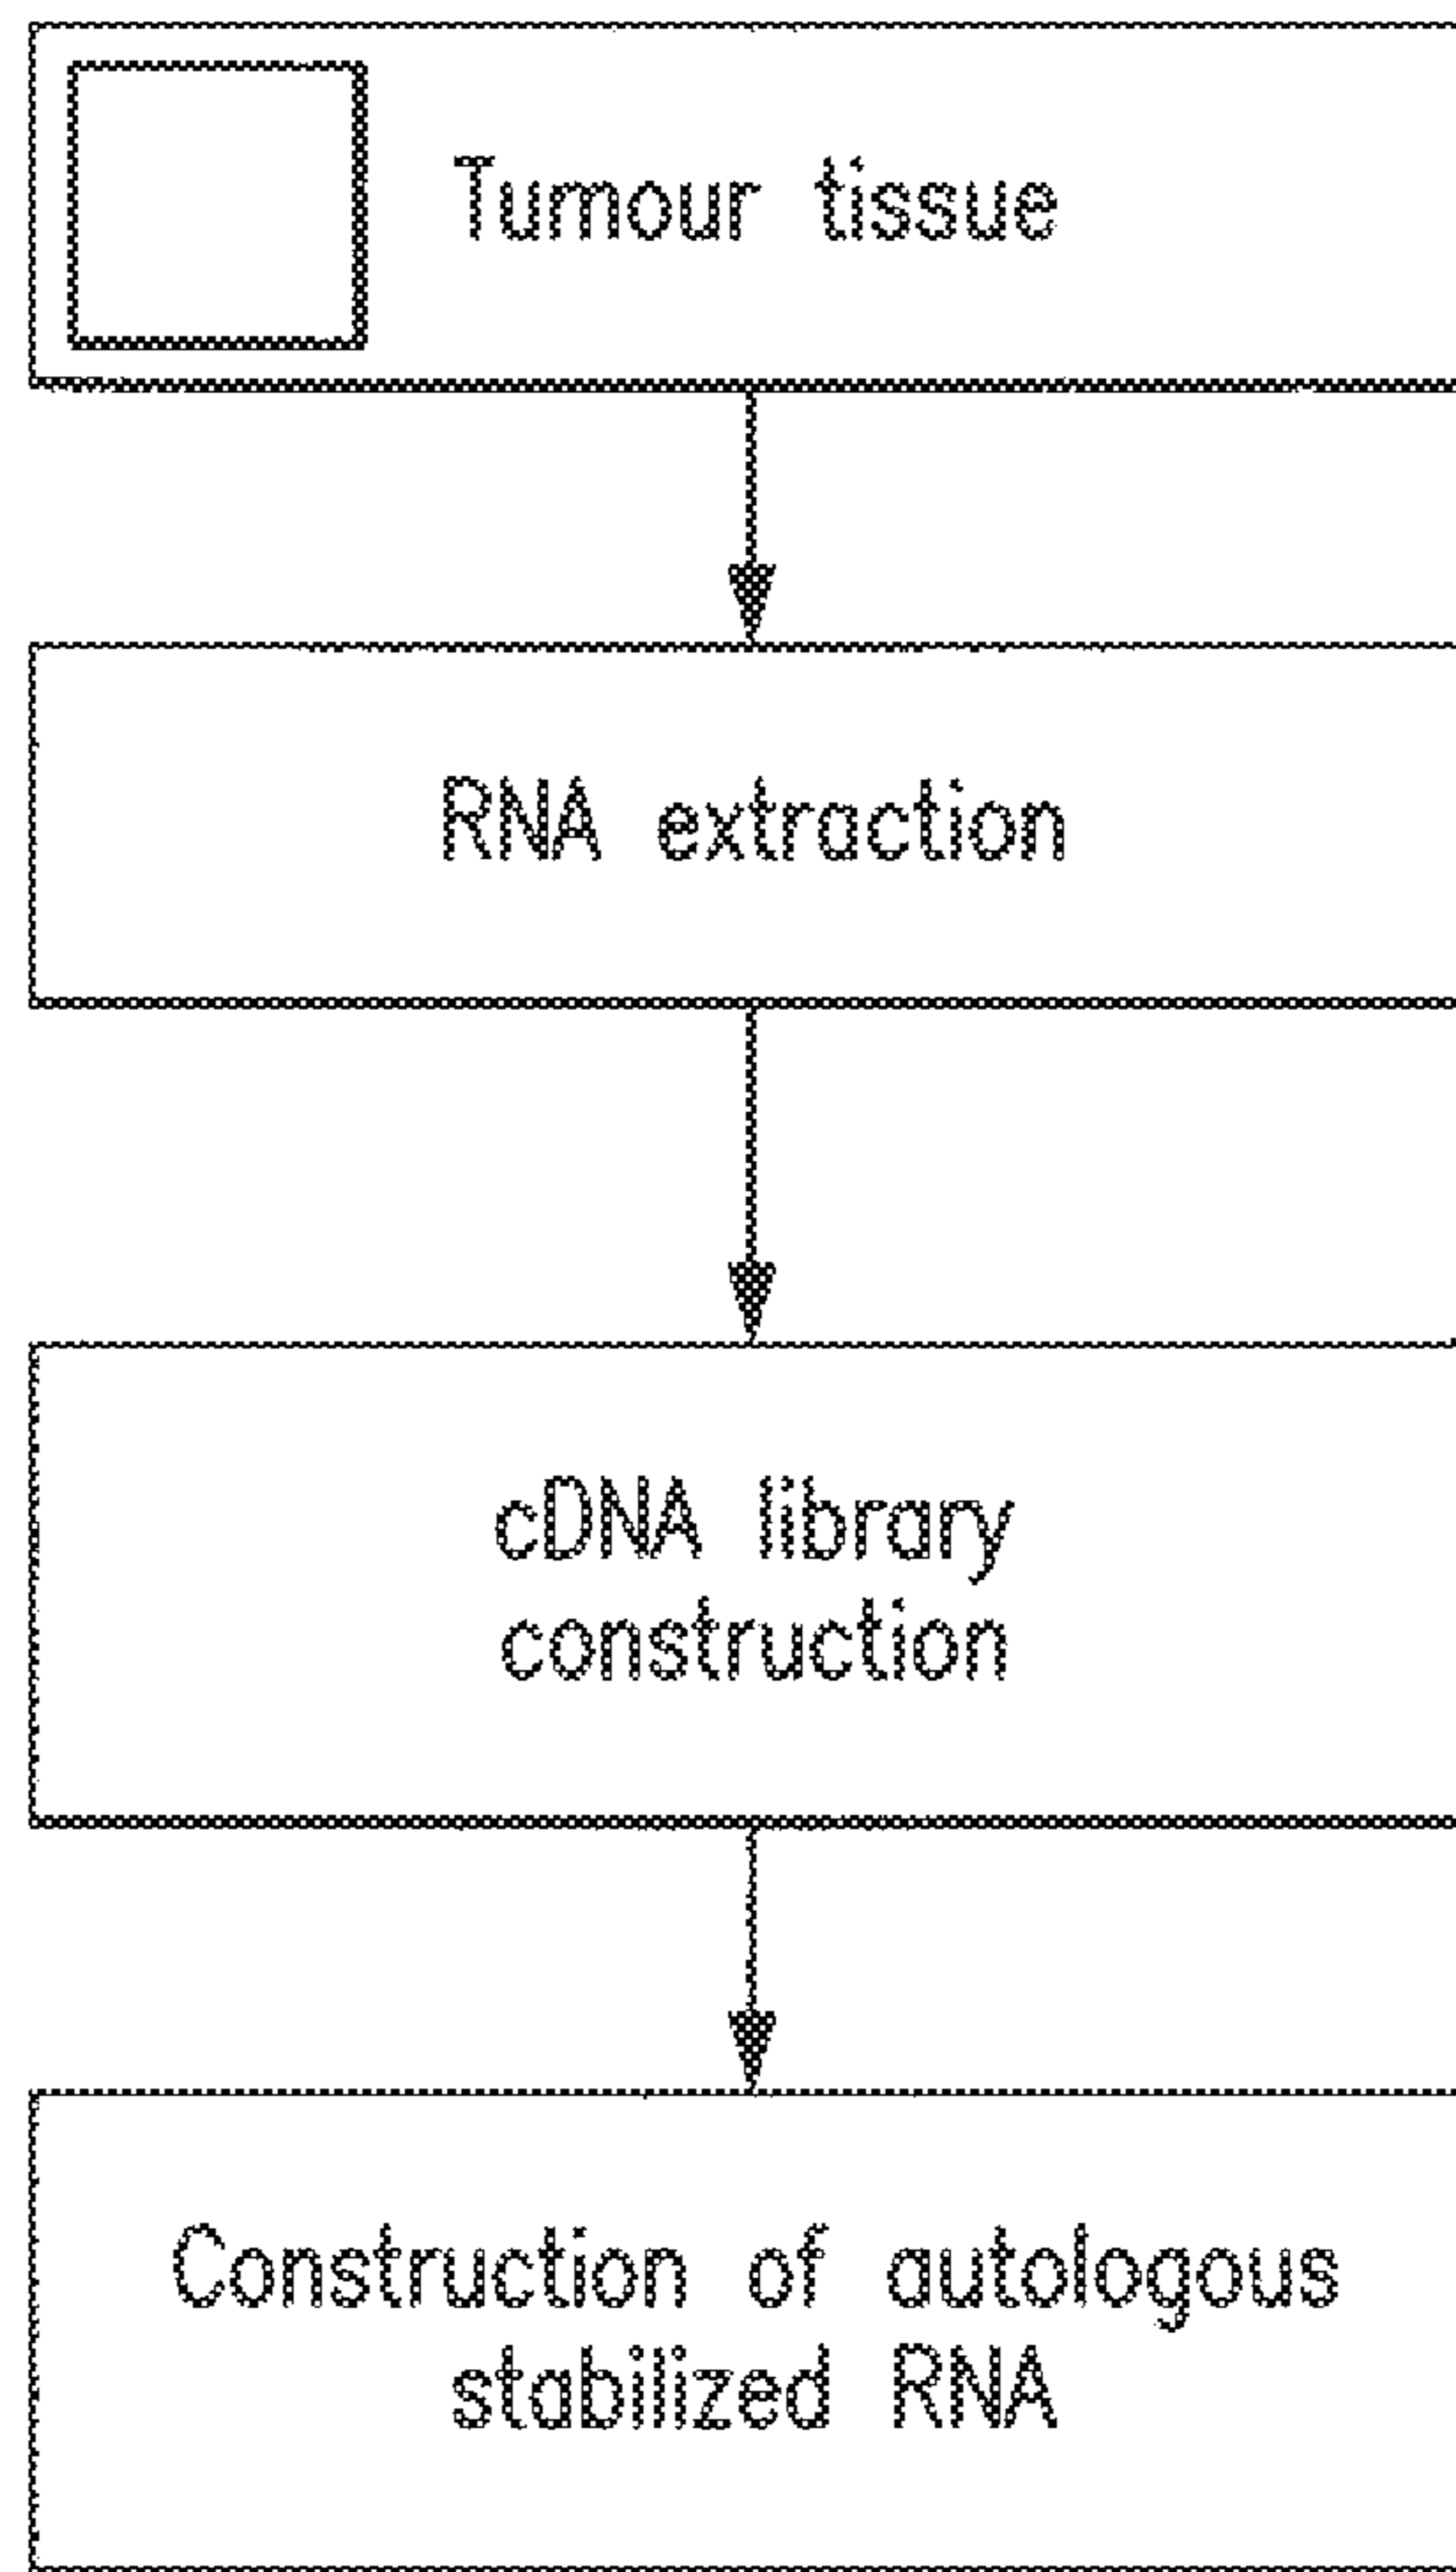 Tumour tissue
RNA extraction
cDNA library
construction
Construction of autologous
stabilized RNA